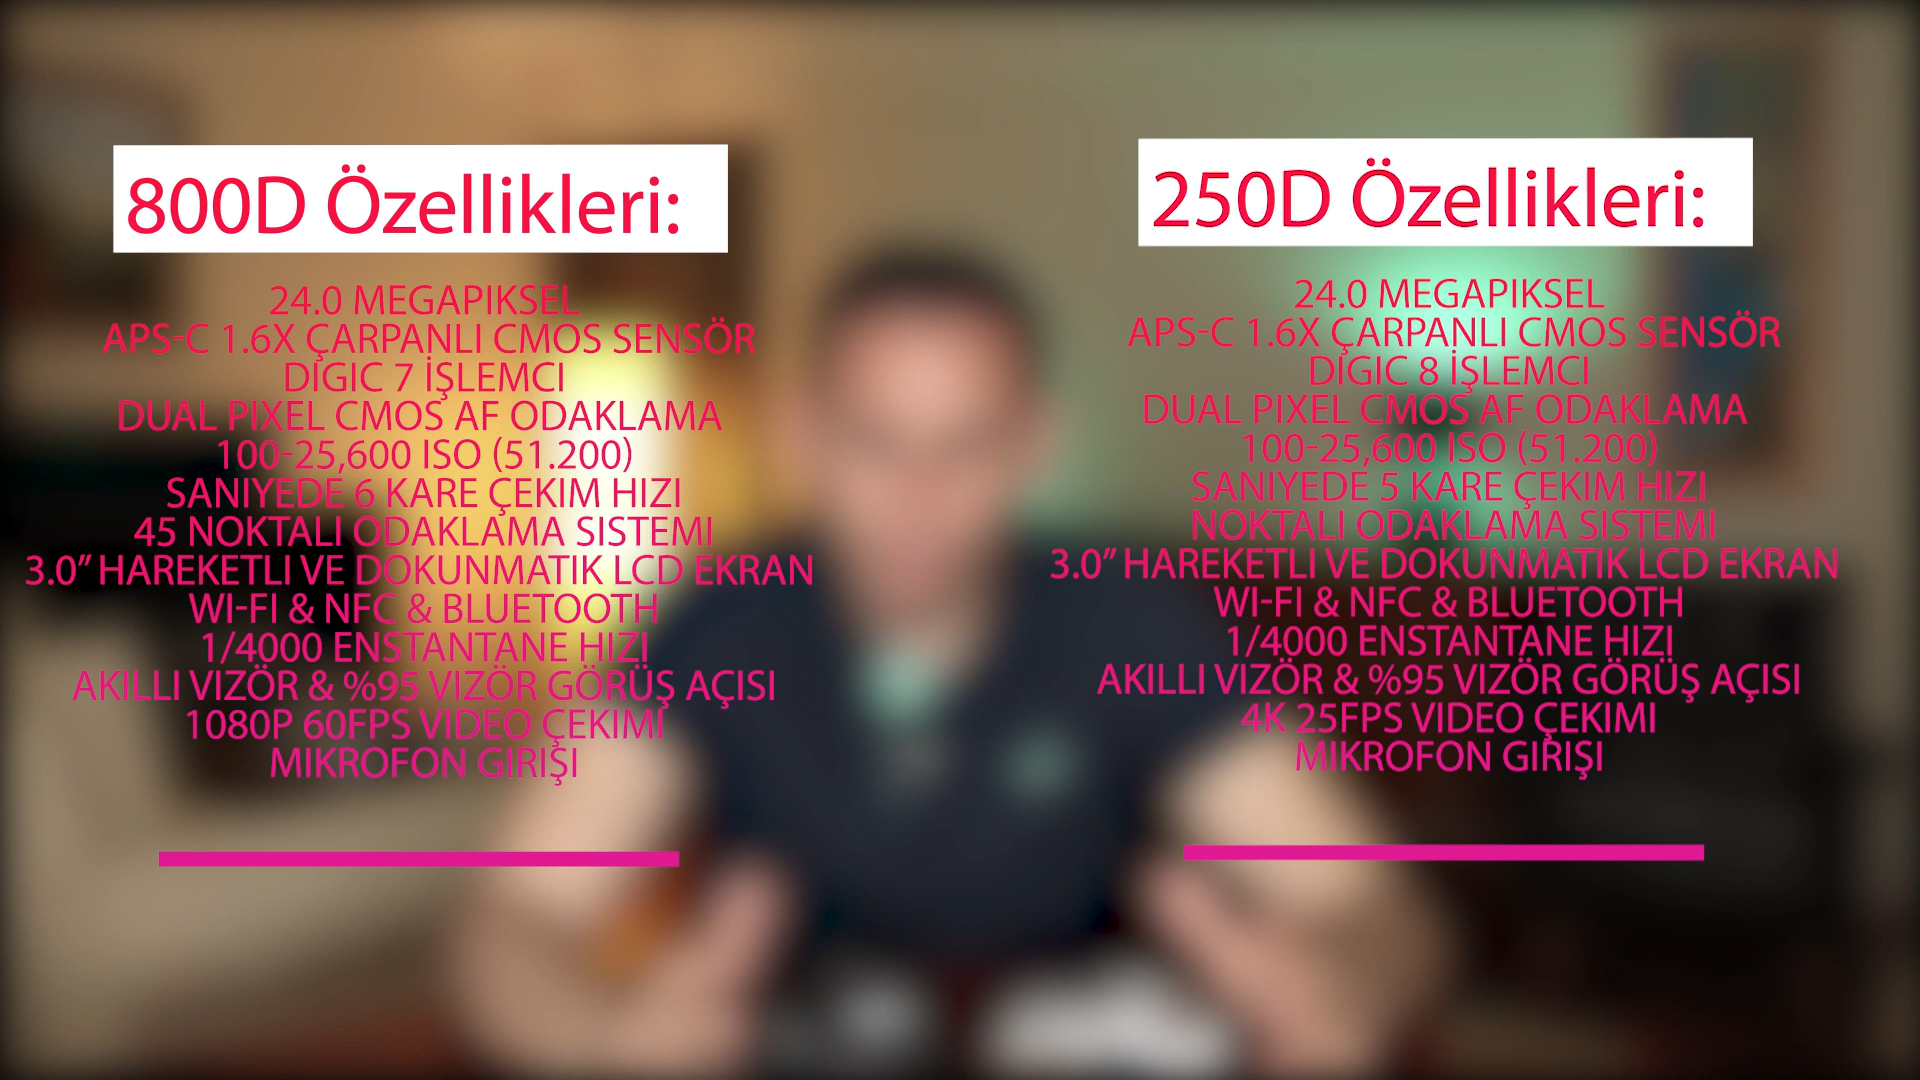 800D Özellikleri:
24.0 MEGAPIKSEL
APS-C 1.6X ÇARPANLI CMOS SENSÖR
DIGIC 7 İŞLEMCI
DUAL PIXEL CMOS AF ODAKLAMA
100-25,600 ISO (51.200)
SANIYEDE 6 KARE ÇEKIM HIZI
45 NOKTALI ODAKLAMA SISTEMI
3.0” HAREKETLI VE DOKUNMATIK LCD EKRAN
WI-FI & NFC & BLUETOOTH
1/4000 ENSTANTANE HIZI
AKILLI VIZÖR & %95 VIZÖR GÖRÜŞ AÇISI
1080P 60FPS VIDEO ÇEKIMI
MIKROFON GIRIŞI
250D Özellikleri:
24.0 MEGAPIKSEL
APS-C 1.6X ÇARPANLI CMOS SENSÖR
DIGIC 8 İŞLEMCI
DUAL PIXEL CMOS AF ODAKLAMA
100-25,600 ISO (51.200)
SANIYEDE 5 KARE ÇEKIM HIZI
NOKTALI ODAKLAMA SISTEMI
3.0” HAREKETLI VE DOKUNMATIK LCD EKRAN
WI-FI & NFC & BLUETOOTH
1/4000 ENSTANTANE HIZI
AKILLI VIZÖR & %95 VIZÖR GÖRÜŞ AÇISI
4K 25FPS VIDEO ÇEKIMI
MIKROFON GIRIŞI